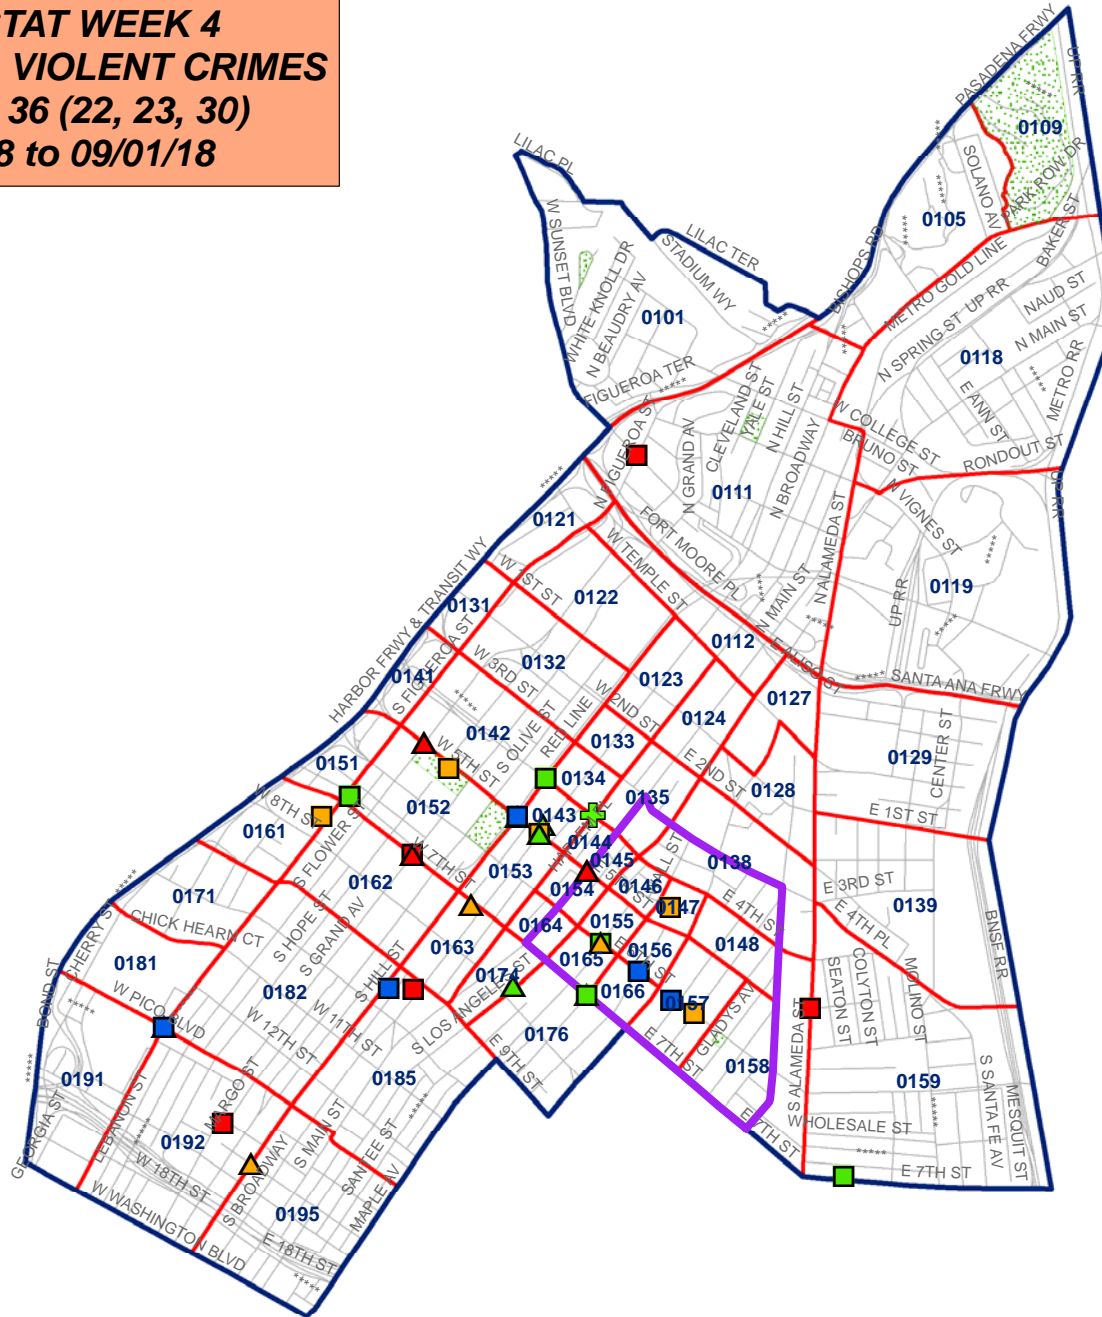 STAT WEEK 4
VIOLENT CRIMES
36 (22, 23, 30)
8 to 09/01/18
PASADENA FRWY
UP RR
0109
LILAC PL
SOLANO AV
PARK ROW DR
0105
W SUNSET BLVD
LILAC TER
BISHOPS RD
BAKER ST
WHITE KNOLL DR
STADIUM WY
METRO GOLD LINE
UP RR
NAUD ST
N BEAUDRY AV
0101
N SPRING ST
N MAIN ST
0118
FIGUEROA TER
CLEVELAND ST
YALE ST
N HILL ST
E ANN ST
METRO RR
N FIGUEROA ST
W COLLEGE ST
BRUNO ST
RONDOUT ST
N GRAND AV
N BROADWAY
0111
UP RR
N VIGNES ST
0121
FORT MOORE PL
N ALAMEDA ST
HARBOR FRWY & TRANSIT WY
W 1ST ST
W TEMPLE ST
0119
0131
0122
N MAIN ST
UP RR
S FIGUEROA ST
0112
E ALISO ST
0132
W 3RD ST
0141
0123
SANTA ANA FRWY
W 2ND ST
0127
0124
RED LINE
S OLIVE ST
0142
W 5TH ST
0133
CENTER ST
0129
0151
E 2ND ST
0134
0128
0135
W 8TH ST
0152
0143
E 1ST ST
0161
S FLOWER ST
0144
W 7TH ST
0145
0138
0153
E 3RD ST
0162
0154
0146
0171
0147
E 4TH PL
0139
CHICK HEARN CT
S HOPE ST
S GRAND AV
0155
E 4TH ST
0164
BNSF RR
CHERRY ST
0163
0156
0148
0165
0181
BOND ST
W PICO BLVD
0182
S HILL ST
0174
SEATON ST
COLYTON ST
MOLINO ST
0166
0157
S LOS ANGELES ST
W 11TH ST
W 12TH ST
0176
GLADYS AV
S ALAMEDA ST
E 9TH ST
E 7TH ST
0158
0191
0185
0159
MARGO ST
LEBANON ST
S SANTA FE AV
MESQUIT ST
GEORGIA ST
S MAIN ST
WHOLESALE ST
0192
E 7TH ST
SANTEE ST
W 18TH ST
S BROADWAY
MAPLE AV
E 7TH ST
0195
W WASHINGTON BLVD
E 18TH ST